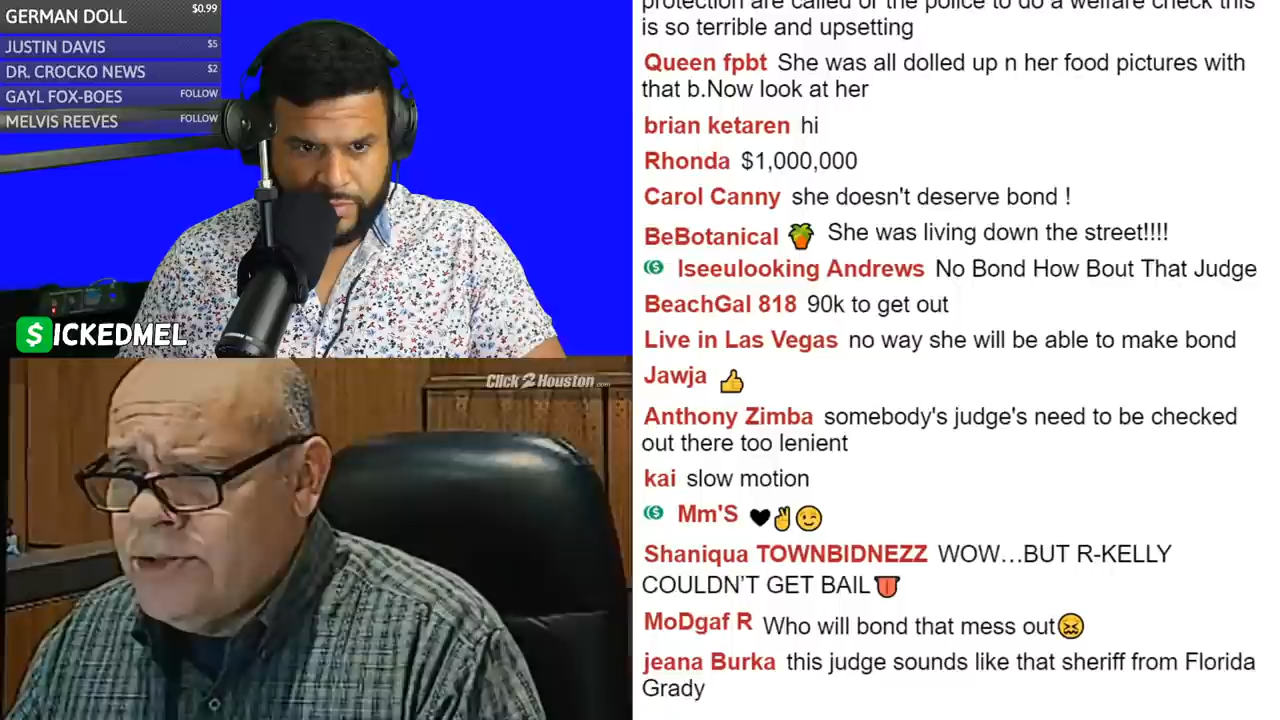 GERMAN DOLL $0.99
JUSTIN DAVIS $5
DR. CROCKO NEWS $2
GAYL FOX-BOES FOLLOW
MELVIS REEVES FOLLOW
$ICKEDMEL
Click2Houston.com
protection are called or the police to do a welfare check this
is so terrible and upsetting
Queen fpbt She was all dolled up n her food pictures with
that b.Now look at her
brian ketaren hi
Rhonda $1,000,000
Carol Canny she doesn't deserve bond !
BeBotanical She was living down the street!!!!
Iseeulooking Andrews No Bond How Bout That Judge
BeachGal 818 90k to get out
Live in Las Vegas no way she will be able to make bond
Jawja 👍
Anthony Zimba somebody's judge's need to be checked
out there too lenient
kai slow motion
Mm'S 🖤✌😉
Shaniqua TOWNBIDNEZZ WOW…BUT R-KELLY
COULDN'T GET BAIL👅
MoDgaf R Who will bond that mess out😖
jeana Burka this judge sounds like that sheriff from Florida
Grady